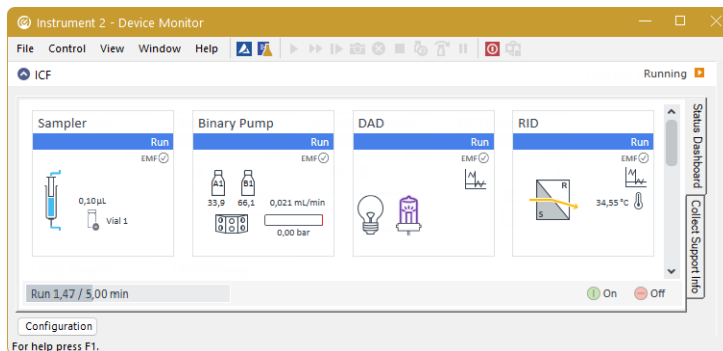 Instrument 2 - Device Monitor
File Control View Window Help
ICF
Running
Sampler
Run
EMF
0,10µL
Vial 1
Binary Pump
Run
EMF
A1
B1
33,9
66,1
0,021 mL/min
0,00 bar
DAD
Run
EMF
RID
Run
EMF
R
S
34,55 °C
Status Dashboard
Collect Support Info
Run 1,47 / 5,00 min
On
Off
Configuration
For help press F1.